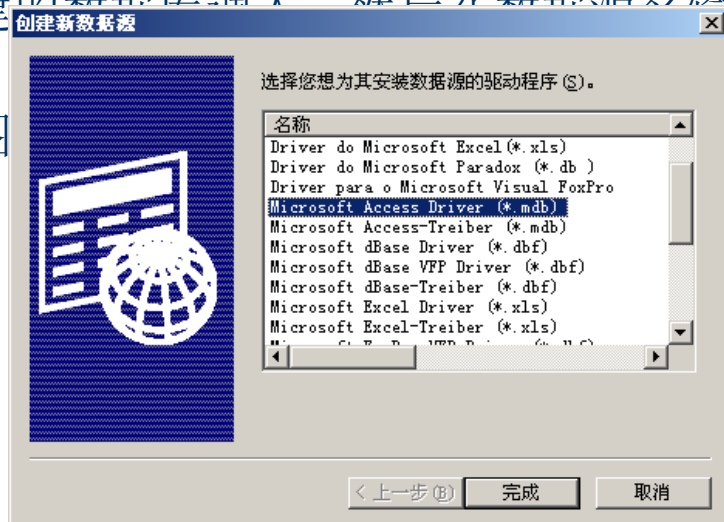 创建新数据源
选择您想为其安装数据源的驱动程序(S)。
名称
Driver do Microsoft Excel(*.xls)
Driver do Microsoft Paradox (*.db )
Driver para o Microsoft Visual FoxPro
Microsoft Access Driver (*.mdb)
Microsoft Access-Treiber (*.mdb)
Microsoft dBase Driver (*.dbf)
Microsoft dBase VFP Driver (*.dbf)
Microsoft dBase-Treiber (*.dbf)
Microsoft Excel Driver (*.xls)
Microsoft Excel-Treiber (*.xls)
< 上一步(B)
完成
取消